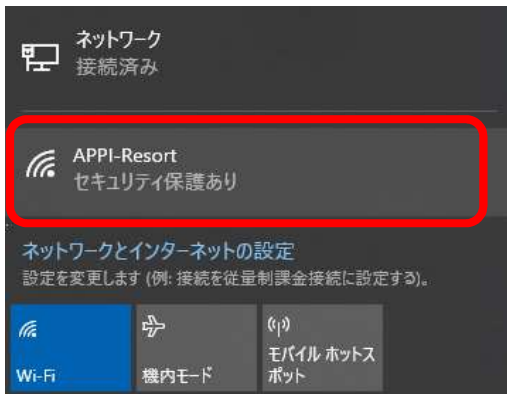 ネットワーク
接続済み
APPI-Resort
セキュリティ保護あり
ネットワークとインターネットの設定
設定を変更します (例: 接続を従量制課金接続に設定する)。
Wi-Fi
機内モード
モバイル ホットス
ポット